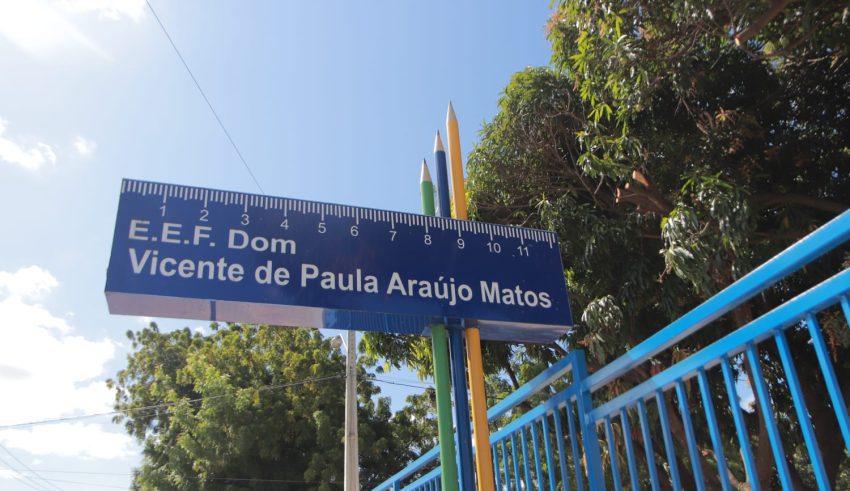 1 2 3 4 5 6 7 8 9 10 11
E.E.F. Dom
Vicente de Paula Araújo Matos